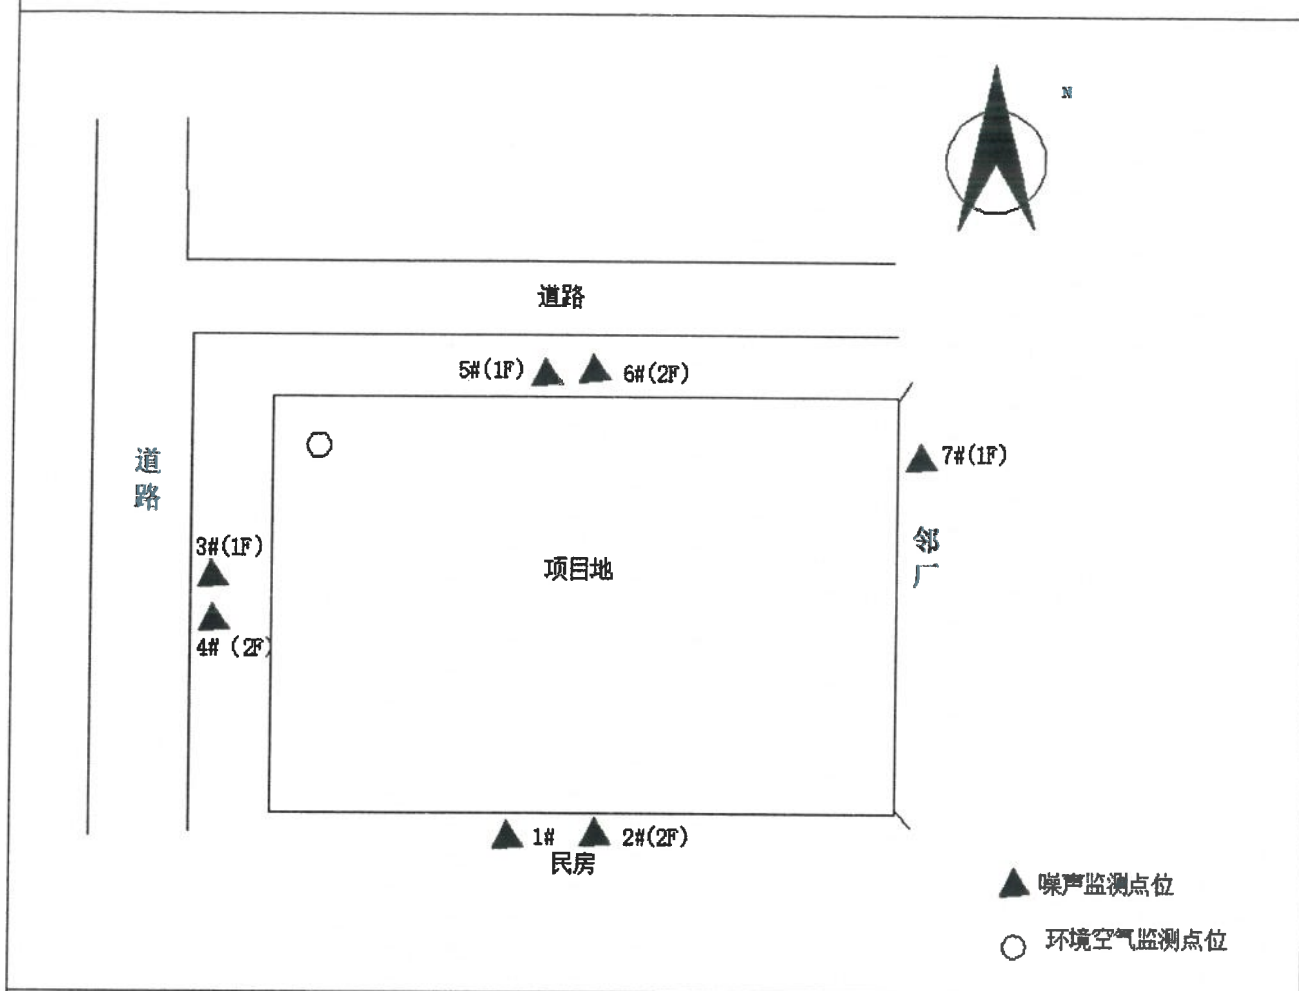 N
道路
5#(1F)
6#(2F)
7#(1F)
道
路
3#(1F)
邻
厂
项目地
4# (2F)
1#
2#(2F)
民房
噪声监测点位
环境空气监测点位